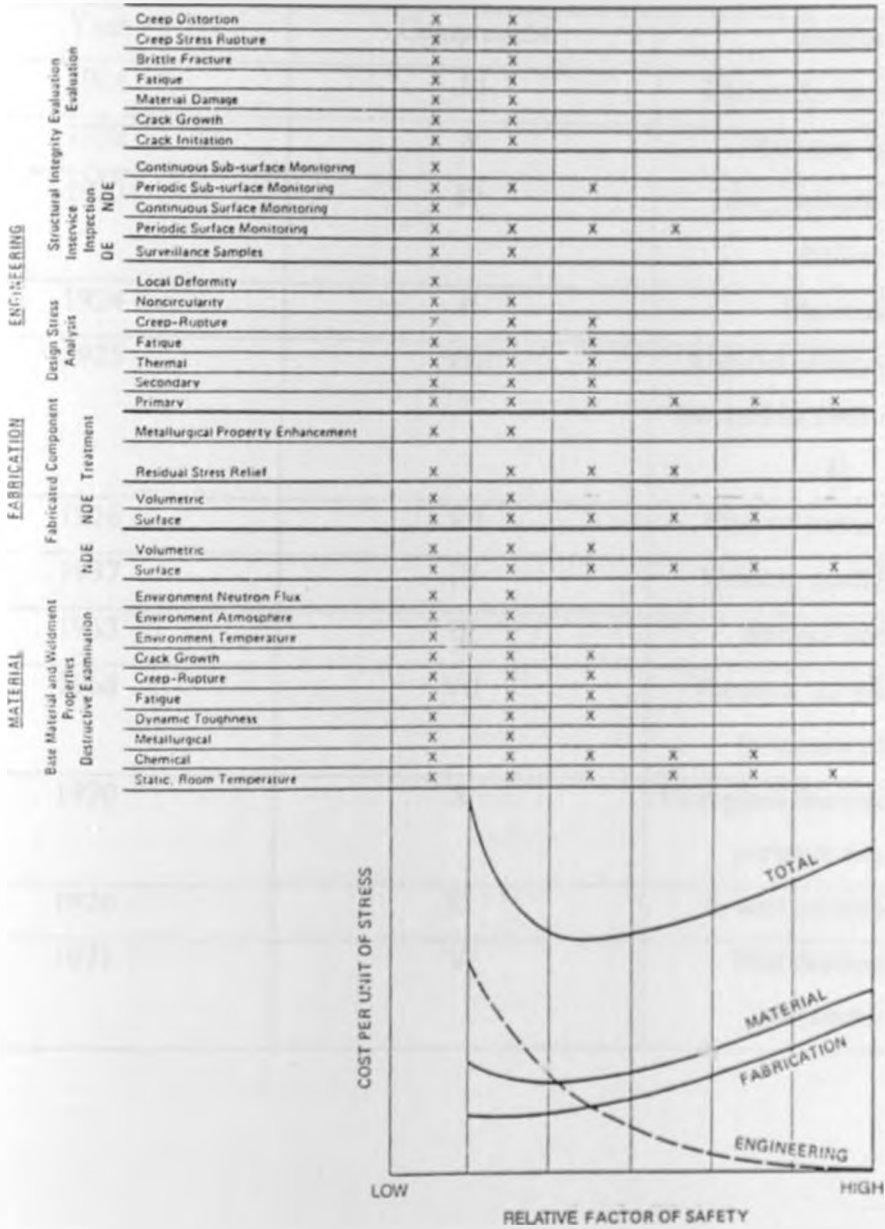 Creep Distortion X X
Creep Stress Rupture X X
Brittle Fracture X X
Fatique X X
Material Damage X X
Crack Growth X X
Crack Initiation X X
Continuous Sub-surface Monitoring X
Periodic Sub-surface Monitoring X X X
Continuous Surface Monitoring X
Periodic Surface Monitoring X X X X
Surveillance Samples X X
Local Deformity X
Noncircularity X X
Creep-Rupture X X X
Fatique X X X
Thermal X X X
Secondary X X X
Primary X X X X X X
Metallurgical Property Enhancement X X
Residual Stress Relief X X X X
Volumetric X X
Surface X X X X X
Volumetric X X X
Surface X X X X X X
Environment Neutron Flux X X
Environment Atmosphere X X
Environment Temperature X X
Crack Growth X X X
Creep-Rupture X X X
Fatique X X X
Dynamic Toughness X X X
Metallurgical X X
Chemical X X X X X
Static, Room Temperature X X X X X X
ENGINEERING
Structural Integrity Evaluation
Evaluation
Inservice
Inspection
DE NDE
Design Stress
Analysis
FABRICATION
Fabricated Component
NDE Treatment
MATERIAL
Base Material and Weldment
Properties
Destructive Examination NDE
COST PER UNIT OF STRESS
TOTAL
MATERIAL
FABRICATION
ENGINEERING
LOW HIGH
RELATIVE FACTOR OF SAFETY